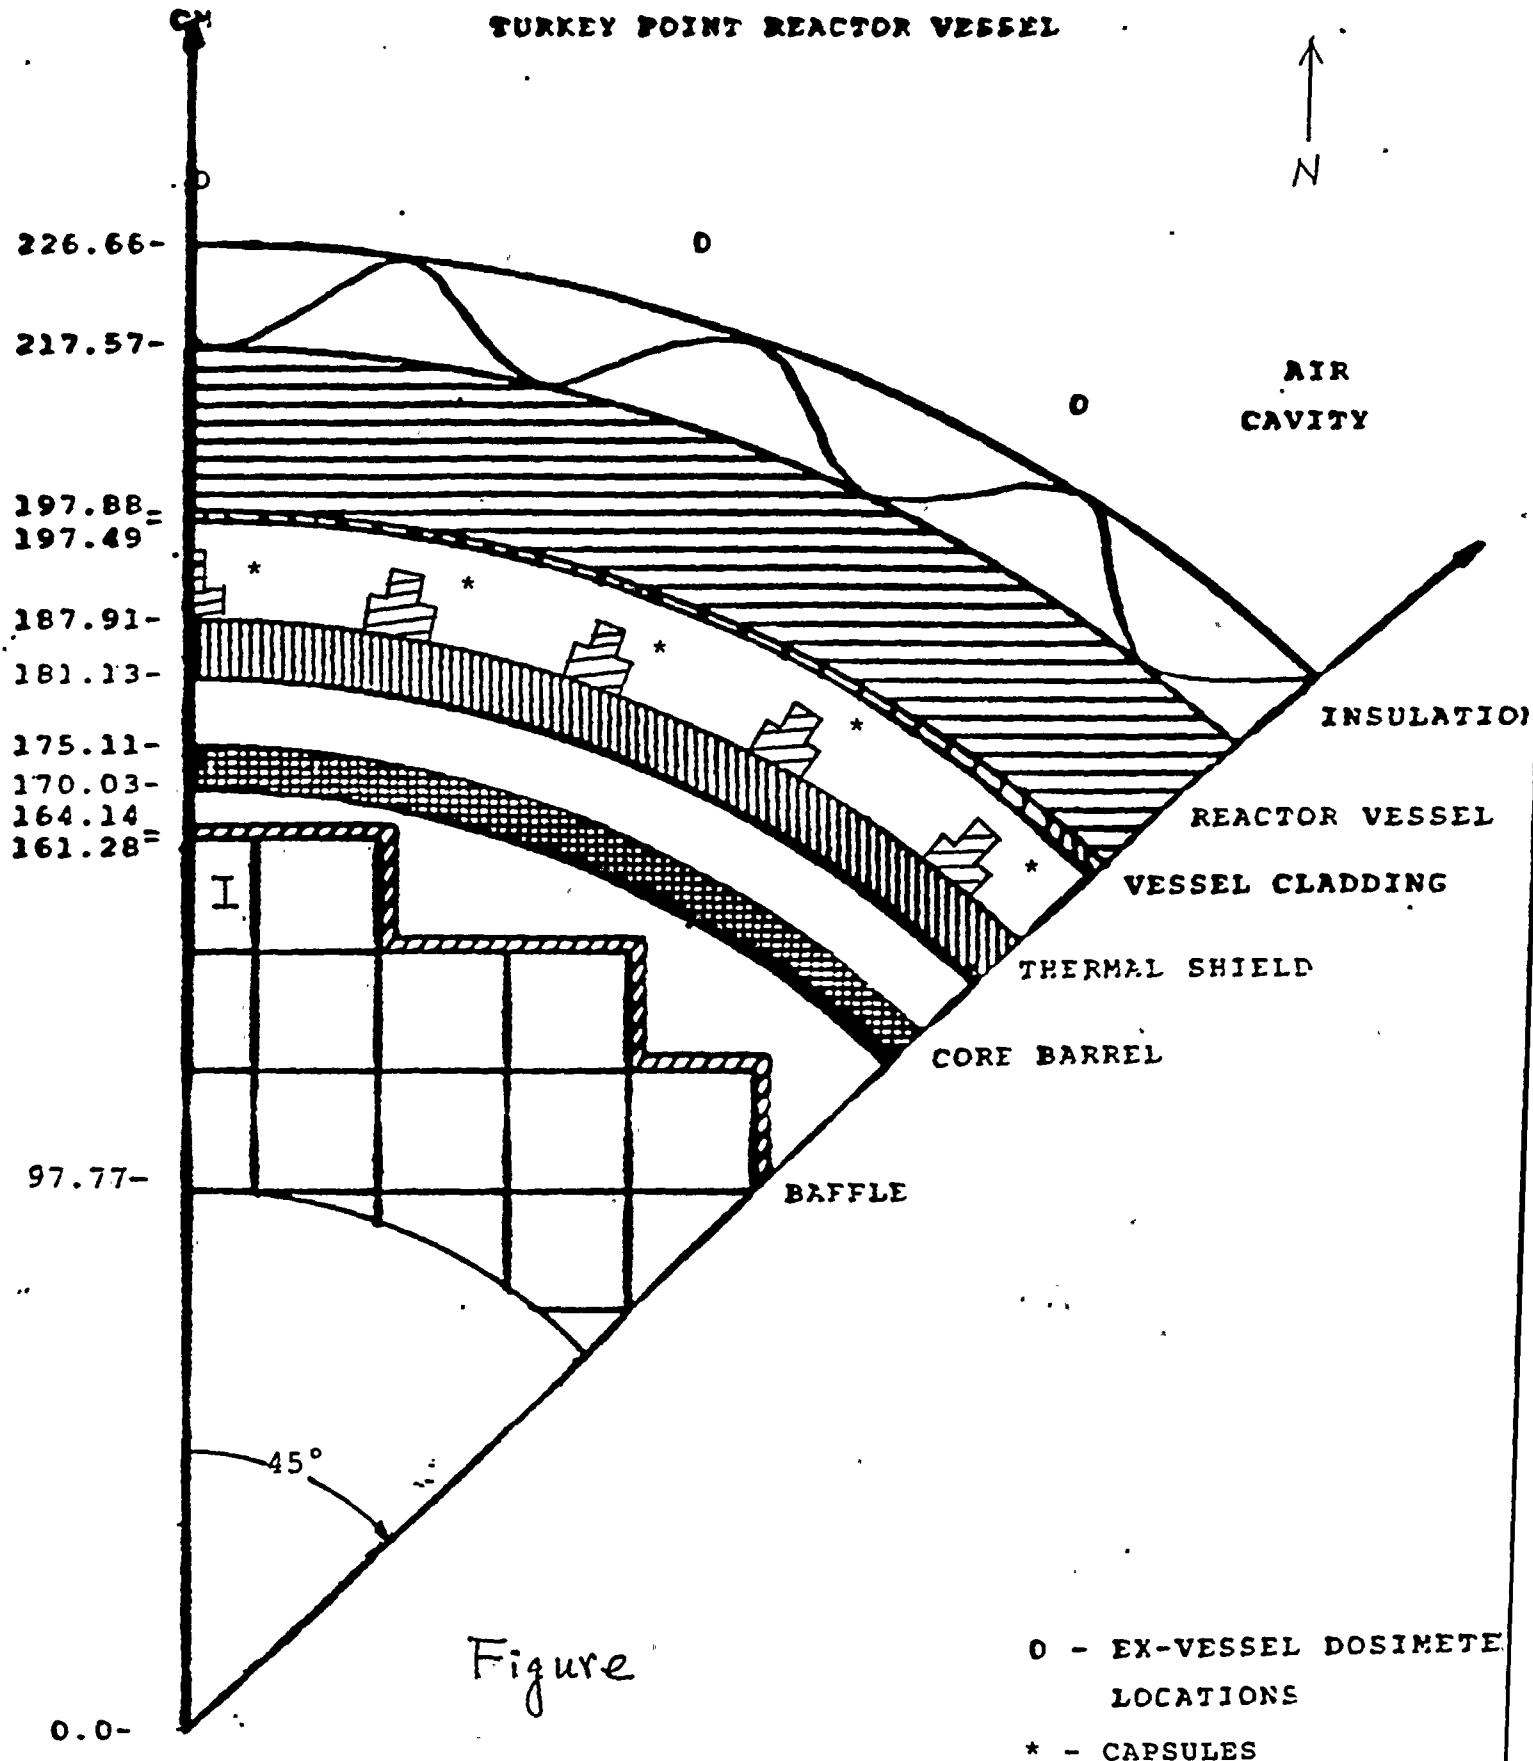 CM
TURKEY POINT REACTOR VESSEL
N
O
226.66-
O
217.57-
AIR
CAVITY
O
197.88-
197.49=
* * * * *
187.91-
181.13-
INSULATION
175.11-
170.03-
REACTOR VESSEL
164.14
161.28=
I
VESSEL CLADDING
THERMAL SHIELD
CORE BARREL
97.77-
BAFFLE
45°
Figure
O - EX-VESSEL DOSIMETE
LOCATIONS
0.0-
* - CAPSULES